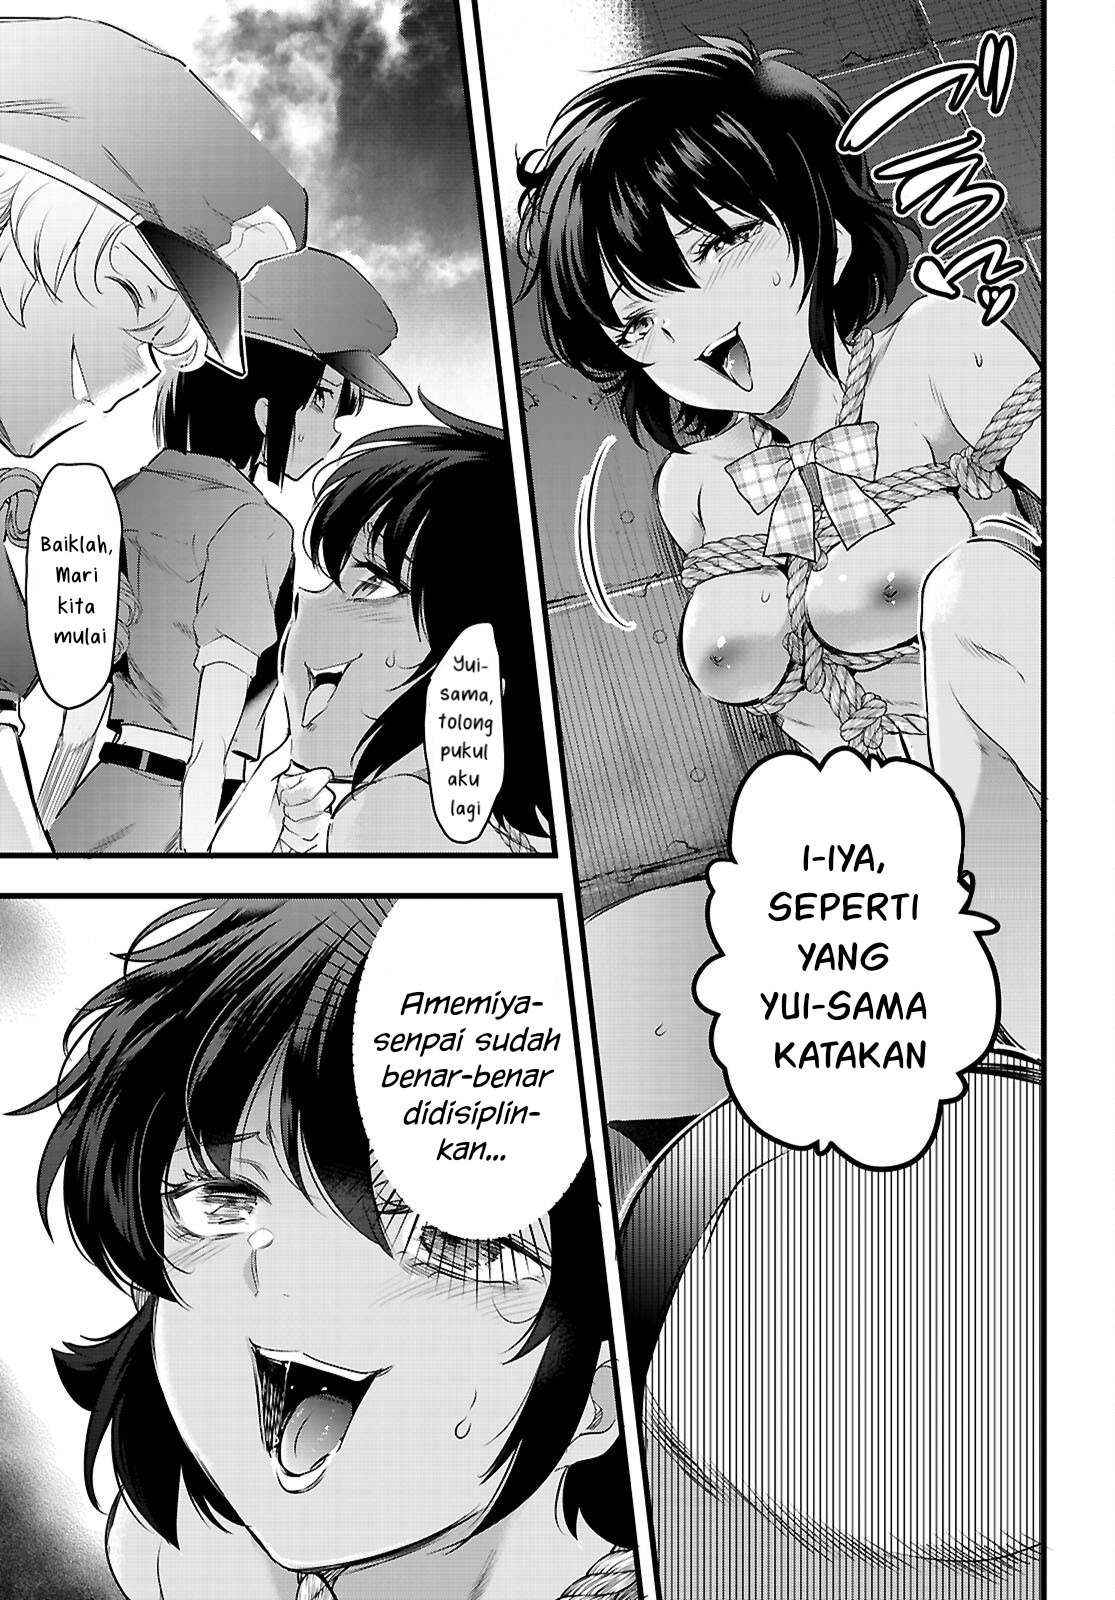 I-IYA,
SEPERTI
YANG
YUI-SAMA
KATAKAN
Yui-
sama,
tolong
pukul
aku
lagi
Baiklah,
Mari
kita
mulai
Amemiya-
senpai sudah
benar-benar
didisiplin-
kan...